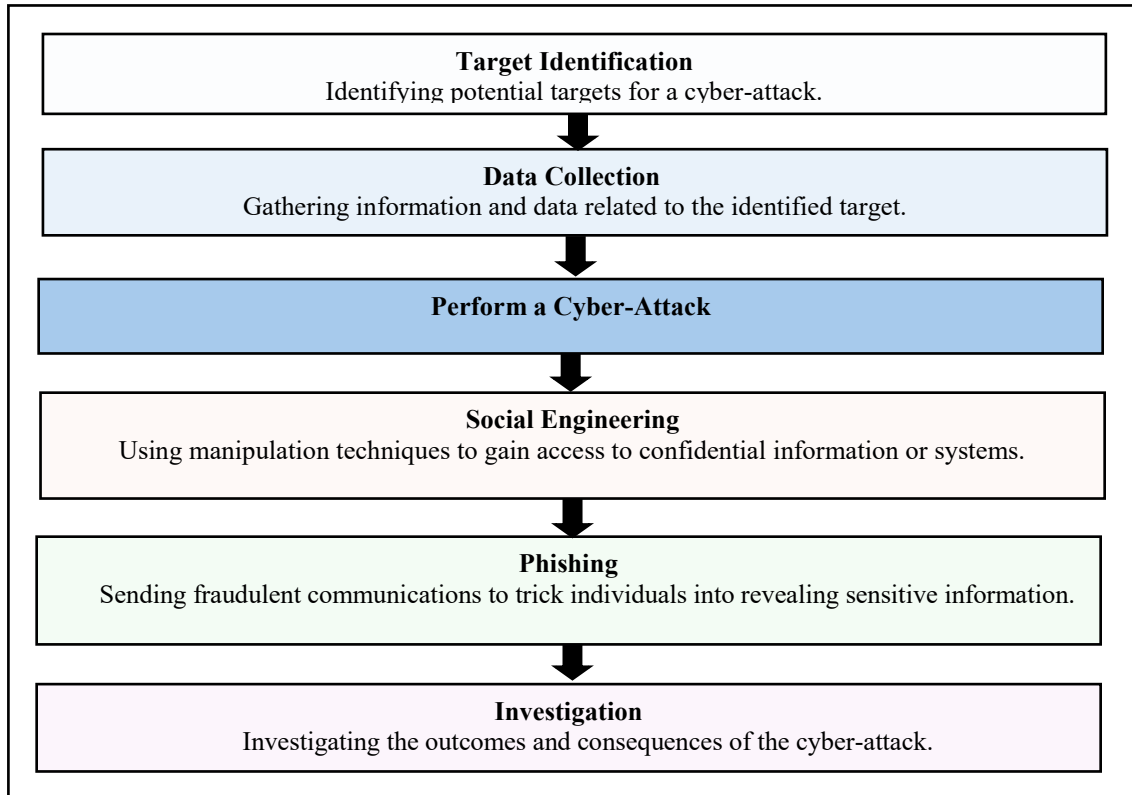 Target Identification
Identifying potential targets for a cyber-attack.
Data Collection
Gathering information and data related to the identified target.
Perform a Cyber-Attack
Social Engineering
Using manipulation techniques to gain access to confidential information or systems.
Phishing
Sending fraudulent communications to trick individuals into revealing sensitive information.
Investigation
Investigating the outcomes and consequences of the cyber-attack.